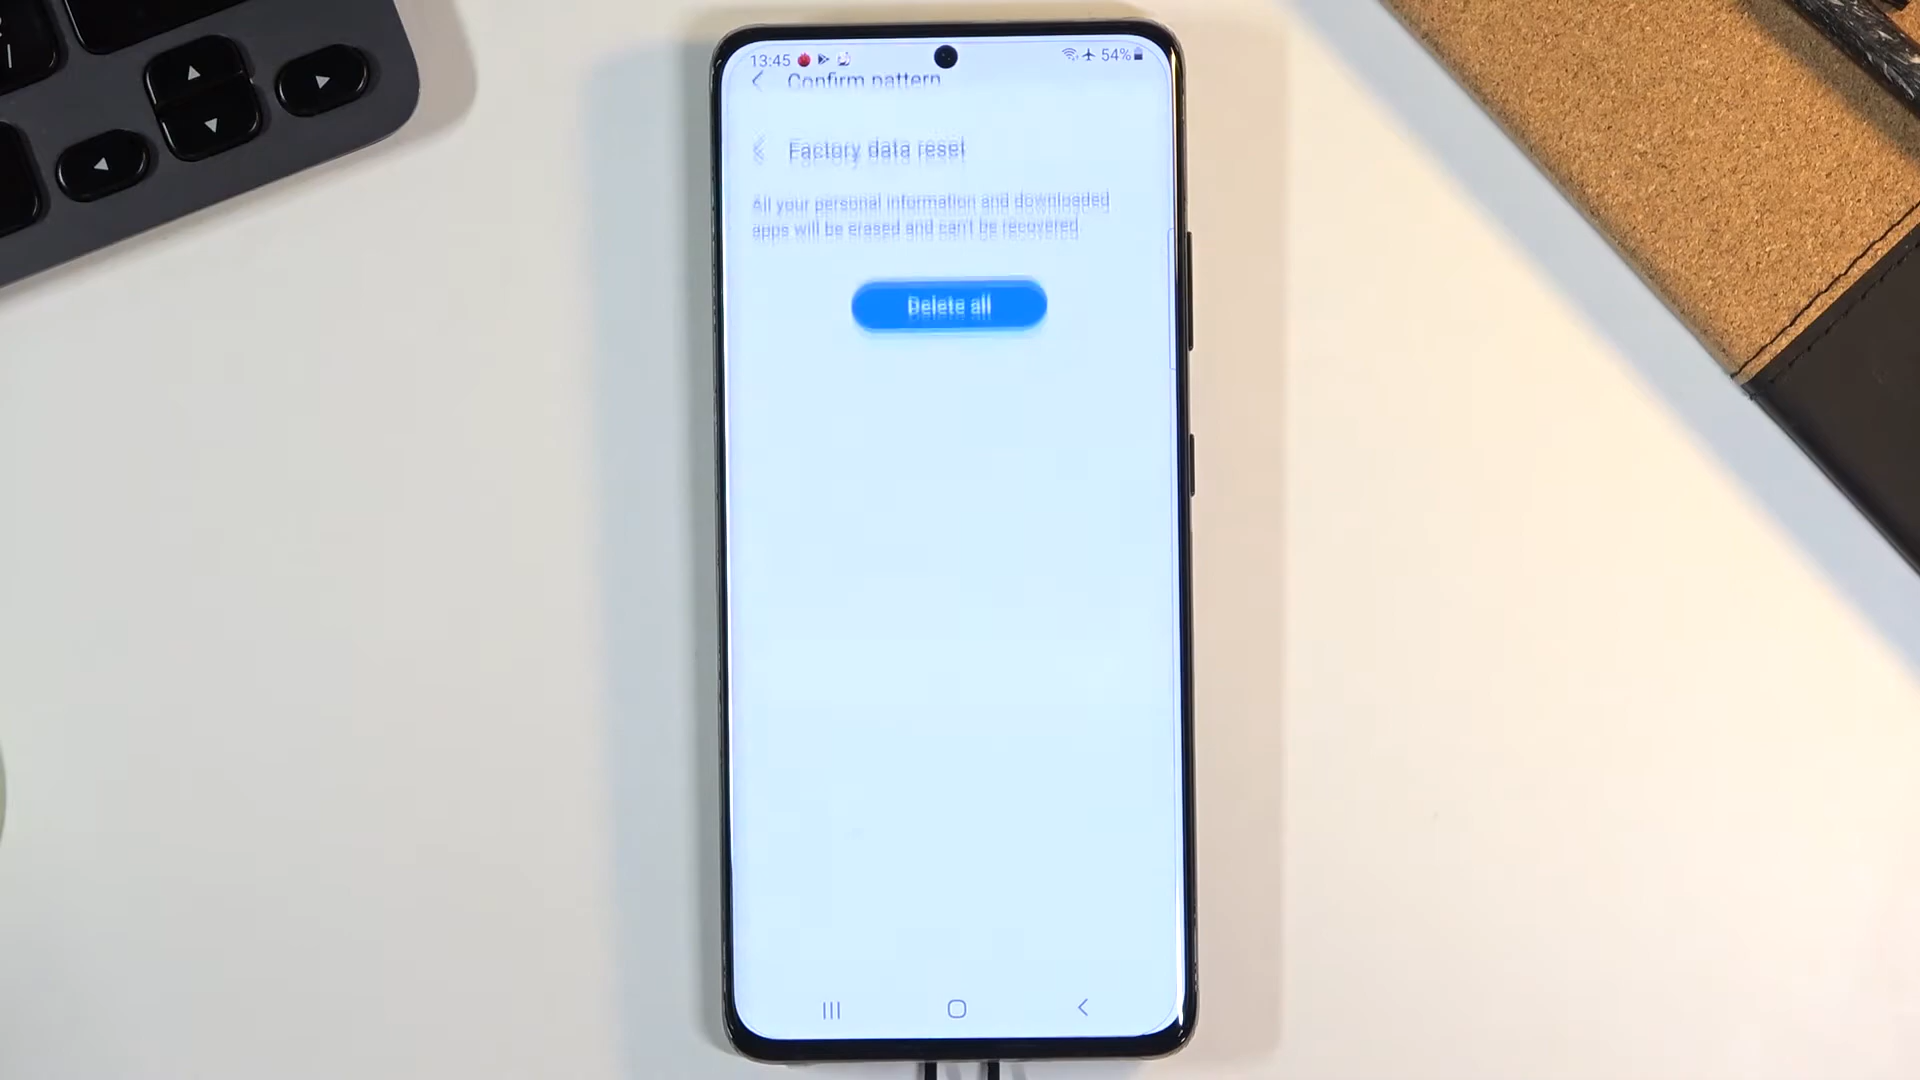 13:45 54%
Confirm pattern
Factory data reset
All your personal information and downloaded
apps will be erased and can't be recovered.
Delete all